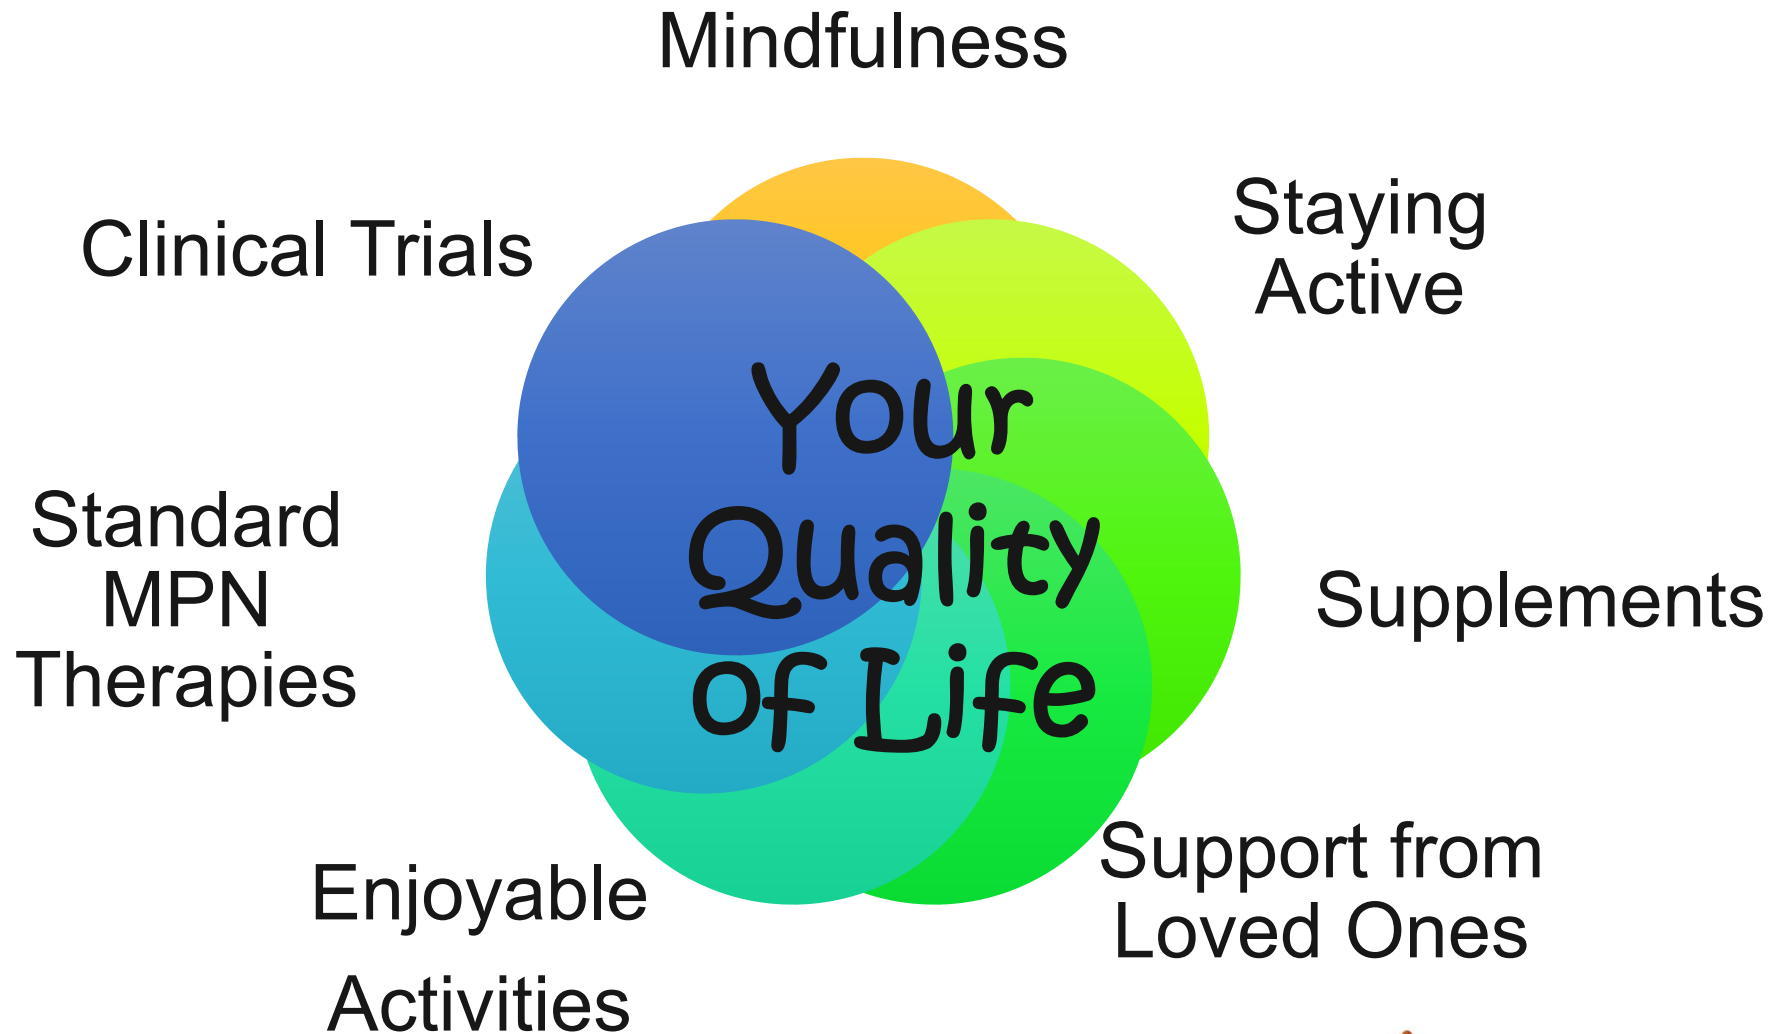 Mindfulness
Staying
Active
Supplements
Support from
Loved Ones
Enjoyable
Activities
Standard
MPN
Therapies
Clinical Trials
Your
Quality
of Life